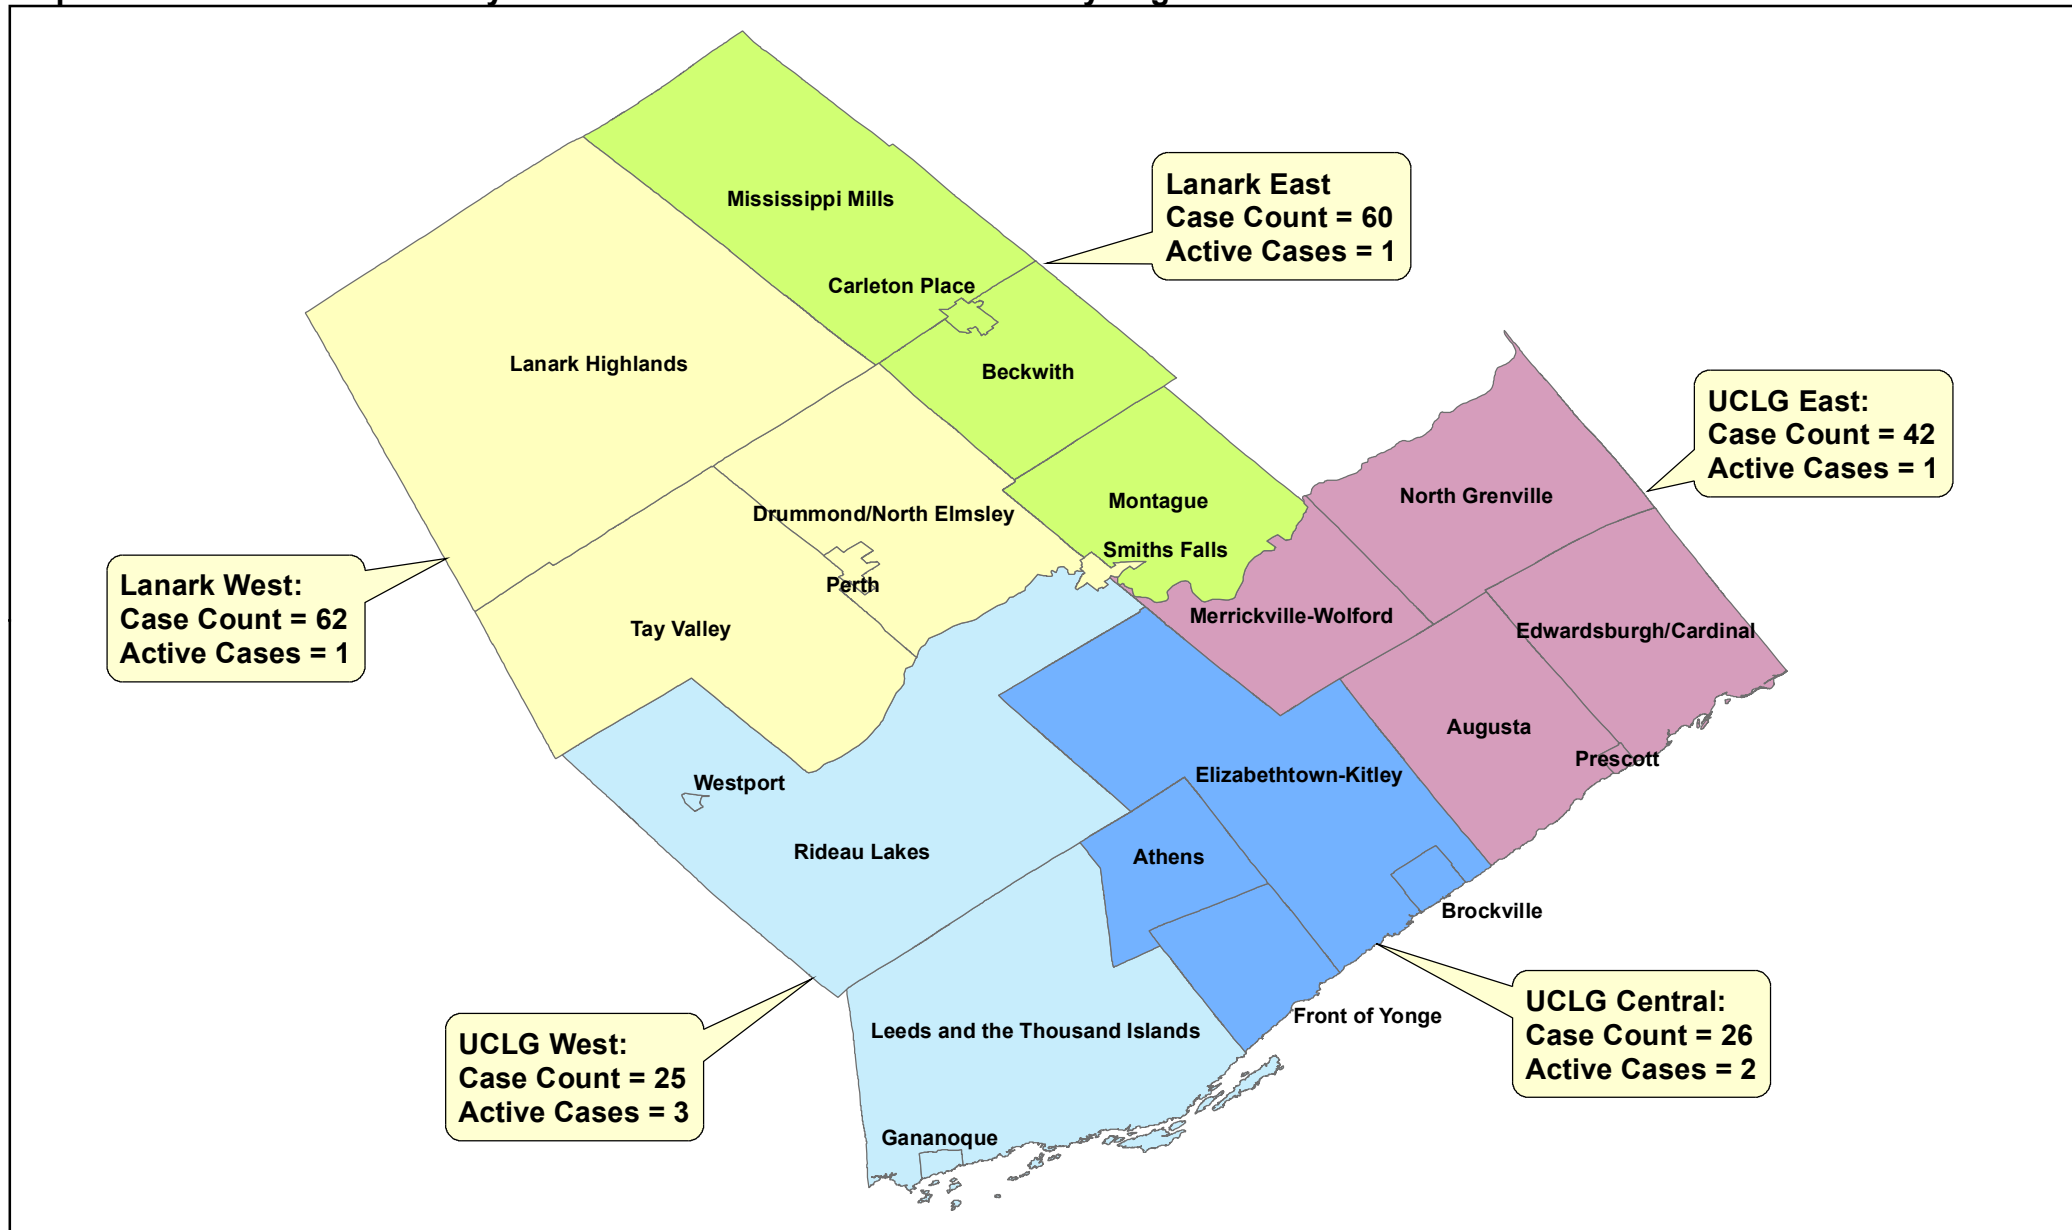 Mississippi Mills
Lanark East
Case Count = 60
Active Cases = 1
Carleton Place
Lanark Highlands
Beckwith
UCLG East:
Case Count = 42
Active Cases = 1
North Grenville
Montague
Drummond/North Elmsley
Smiths Falls
Perth
Lanark West:
Case Count = 62
Active Cases = 1
Merrickville-Wolford
Tay Valley
Edwardsburgh/Cardinal
Augusta
Prescott
Elizabethtown-Kitley
Westport
Rideau Lakes
Athens
Brockville
UCLG Central:
Case Count = 26
Active Cases = 2
Front of Yonge
Leeds and the Thousand Islands
UCLG West:
Case Count = 25
Active Cases = 3
Gananoque